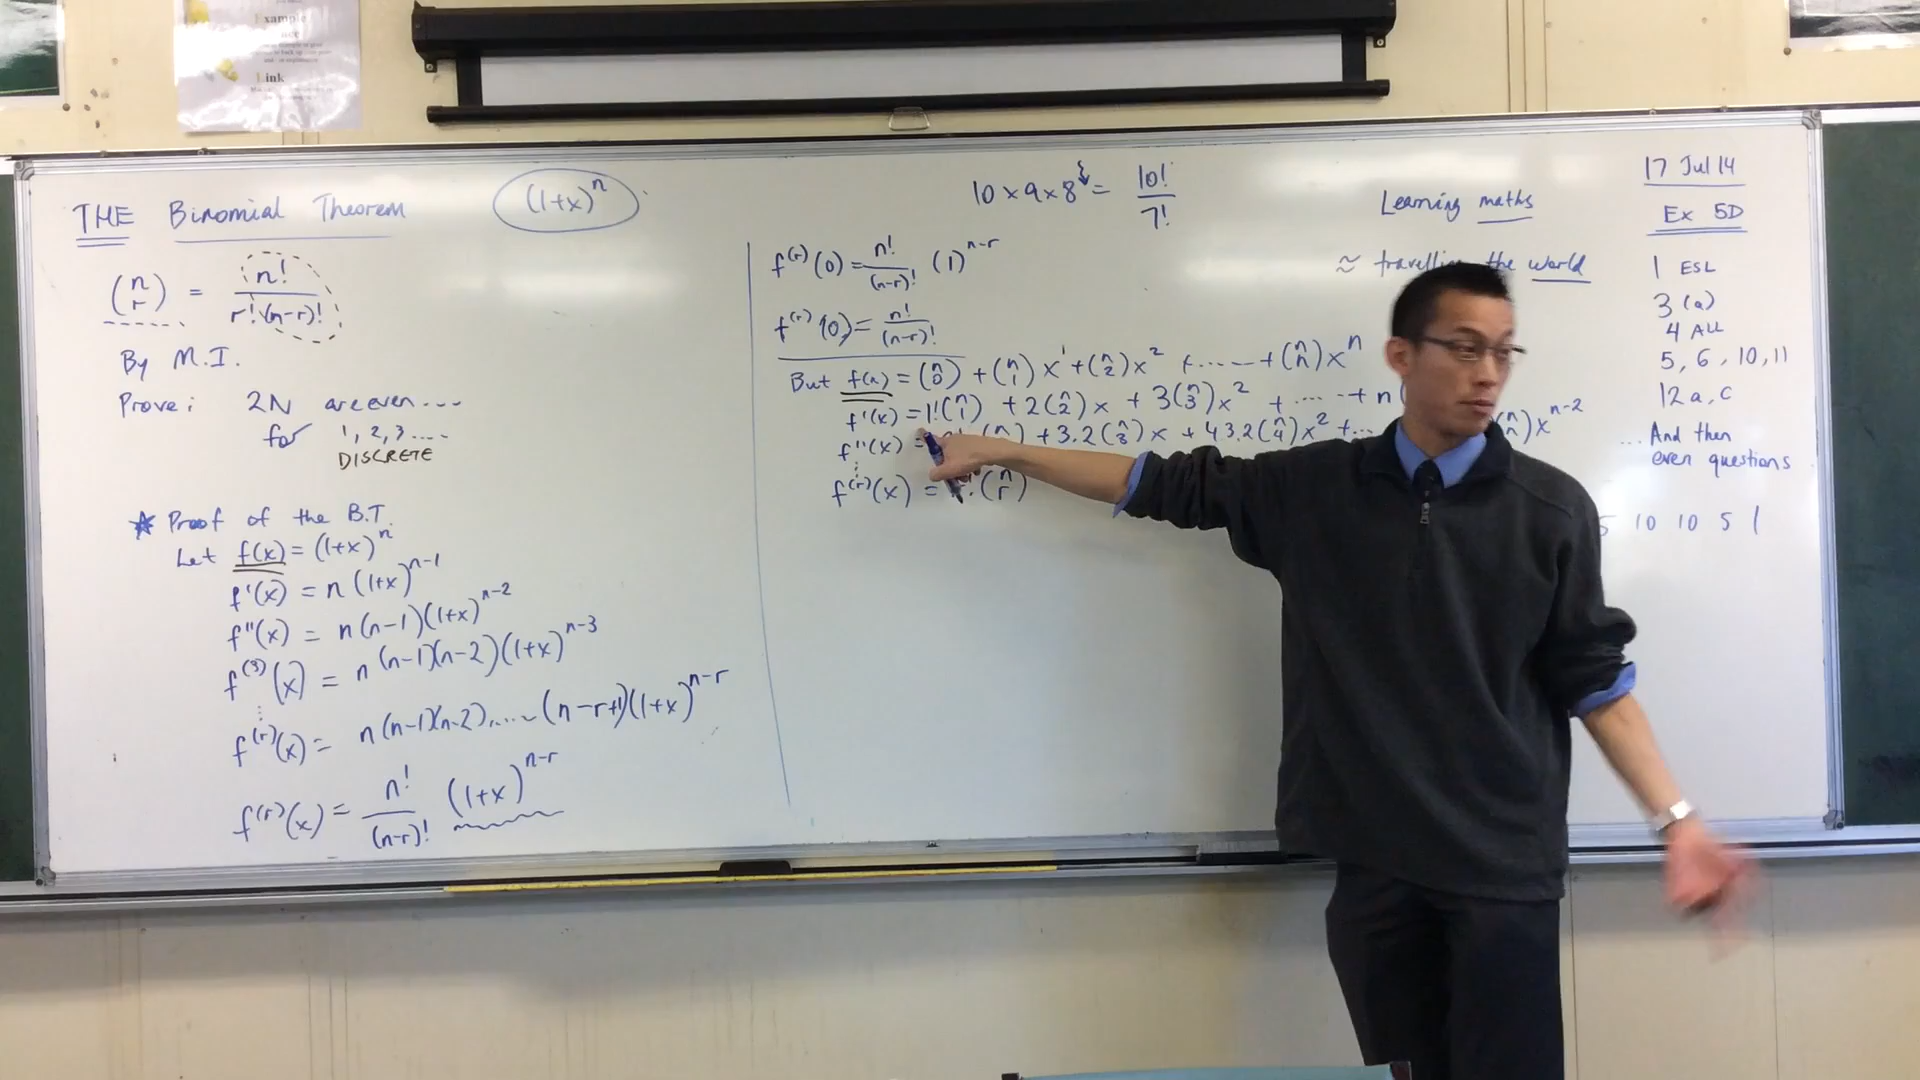 Example
Link
THE Binomial Theorem (1+x)^n
(n r) = n! / r!(n-r)!
By M.I.
Prove: 2N are even ...
for 1, 2, 3 ....
DISCRETE
★ Proof of the B.T.
Let f(x) = (1+x)^n
f'(x) = n(1+x)^{n-1}
f''(x) = n(n-1)(1+x)^{n-2}
f^{(3)}(x) = n(n-1)(n-2)(1+x)^{n-3}
⋮
f^{(r)}(x) = n(n-1)(n-2).....(n-r+1)(1+x)^{n-r}
f^{(r)}(x) = n!/(n-r)! (1+x)^{n-r}
10 × 9 × 8 = 10!/7!
f^{(r)}(0) = n!/(n-r)! (1)^{n-r}
f^{(r)}(0) = n!/(n-r)!
But f(x) = (n 0) + (n 1)x^1 + (n 2)x^2 + ...... + (n n)x^n
f'(x) = 1!(n 1) + 2(n 2)x + 3(n 3)x^2 + ..... + n
f''(x) = + 3.2(n 3)x + 4 3.2(n 4)x^2 + ... (n n)x^{n-2}
⋮
f^{(r)}(x) = (n r)
Learning maths
≈ travelling the world
17 Jul 14
Ex 5D
1 ESL
3 (a)
4 ALL
5, 6, 10, 11
12 a, c
... And then
even questions
5 10 10 5 1